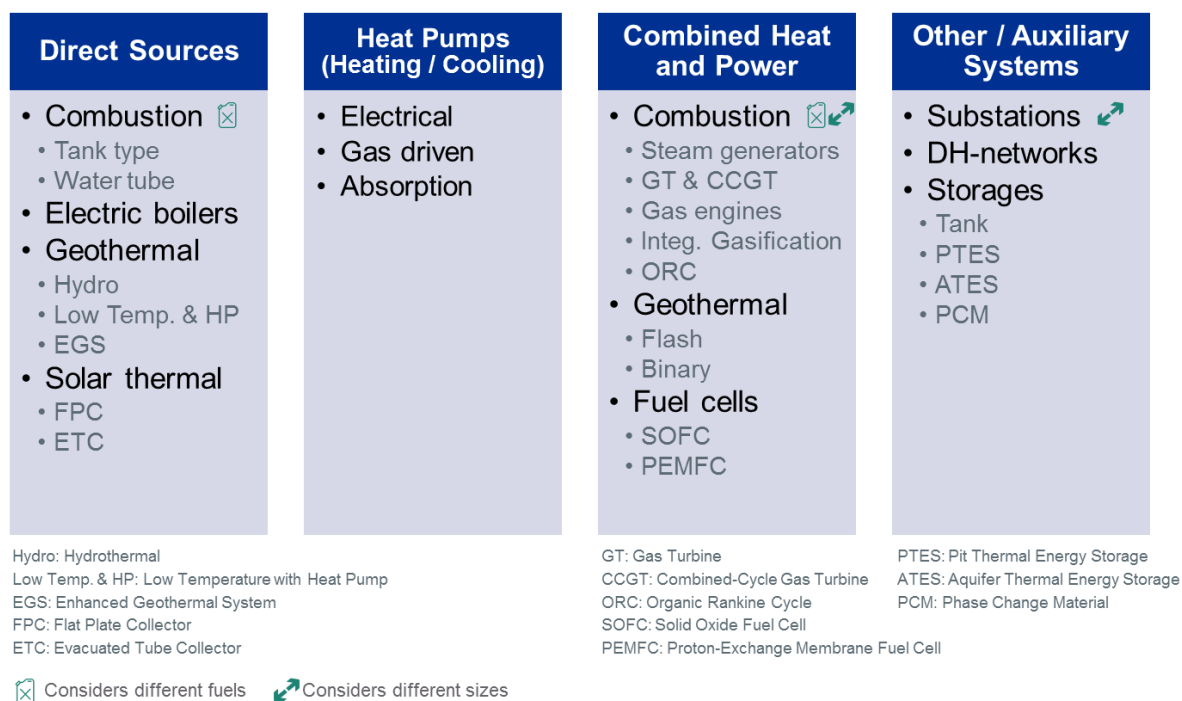 Direct Sources
• Combustion
• Tank type
• Water tube
• Electric boilers
• Geothermal
• Hydro
• Low Temp. & HP
• EGS
• Solar thermal
• FPC
• ETC
Heat Pumps
(Heating / Cooling)
• Electrical
• Gas driven
• Absorption
Combined Heat
and Power
• Combustion
• Steam generators
• GT & CCGT
• Gas engines
• Integ. Gasification
• ORC
• Geothermal
• Flash
• Binary
• Fuel cells
• SOFC
• PEMFC
Other / Auxiliary
Systems
• Substations
• DH-networks
• Storages
• Tank
• PTES
• ATES
• PCM
Hydro: Hydrothermal
Low Temp. & HP: Low Temperature with Heat Pump
EGS: Enhanced Geothermal System
FPC: Flat Plate Collector
ETC: Evacuated Tube Collector
GT: Gas Turbine
CCGT: Combined-Cycle Gas Turbine
ORC: Organic Rankine Cycle
SOFC: Solid Oxide Fuel Cell
PEMFC: Proton-Exchange Membrane Fuel Cell
PTES: Pit Thermal Energy Storage
ATES: Aquifer Thermal Energy Storage
PCM: Phase Change Material
Considers different fuels
Considers different sizes